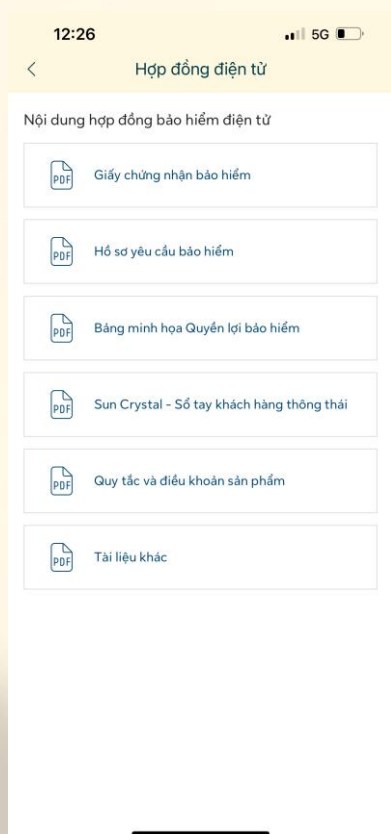 12:26
5G
Hợp đồng điện tử
Nội dung hợp đồng bảo hiểm điện tử
PDF
Giấy chứng nhận bảo hiểm
PDF
Hồ sơ yêu cầu bảo hiểm
PDF
Bảng minh họa Quyền lợi bảo hiểm
PDF
Sun Crystal - Sổ tay khách hàng thông thái
PDF
Quy tắc và điều khoản sản phẩm
PDF
Tài liệu khác